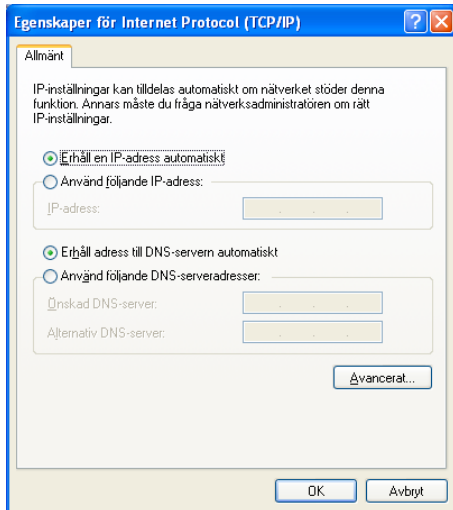 Egenskaper för Internet Protocol (TCP/IP)
Allmänt
IP-inställningar kan tilldelas automatiskt om nätverket stöder denna
funktion. Annars måste du fråga nätverksadministratören om rätt
IP-inställningar.
Erhåll en IP-adress automatiskt
Använd följande IP-adress:
IP-adress:
Erhåll adress till DNS-servern automatiskt
Använd följande DNS-serveradresser:
Önskad DNS-server:
Alternativ DNS-server:
Avancerat...
OK Avbryt